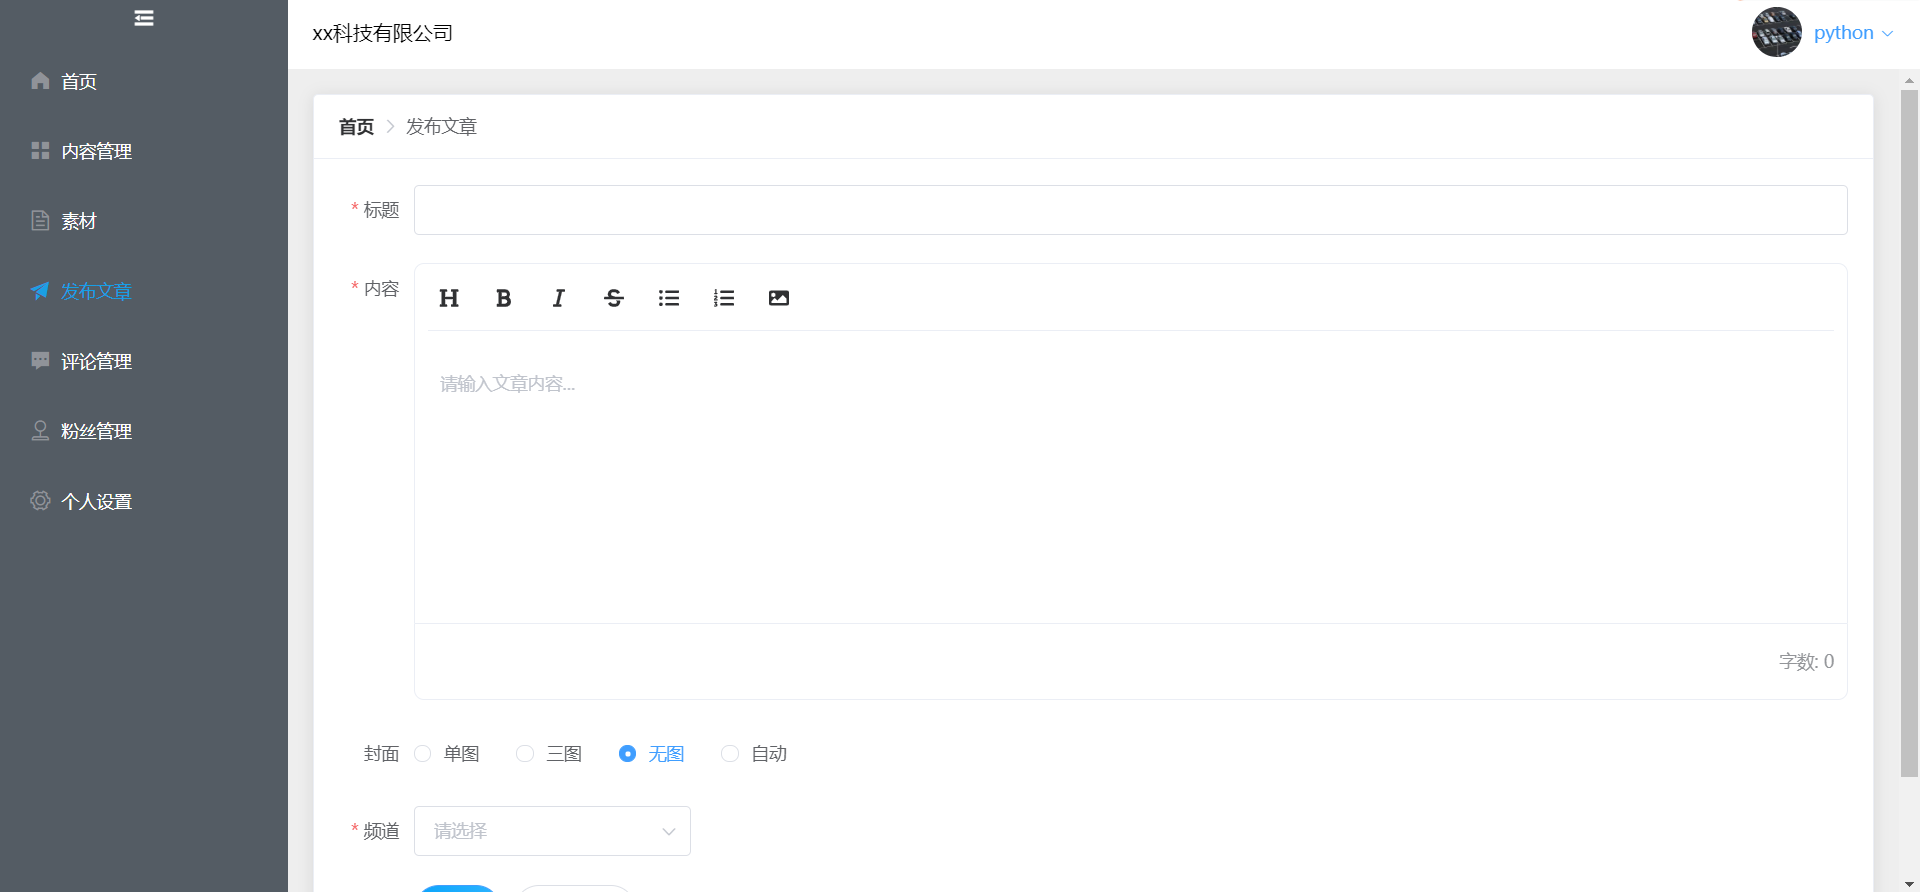 xx科技有限公司
python
首页
内容管理
素材
发布文章
评论管理
粉丝管理
个人设置
首页 > 发布文章
* 标题
* 内容
H B I S
请输入文章内容...
字数: 0
封面 单图 三图 无图 自动
* 频道 请选择